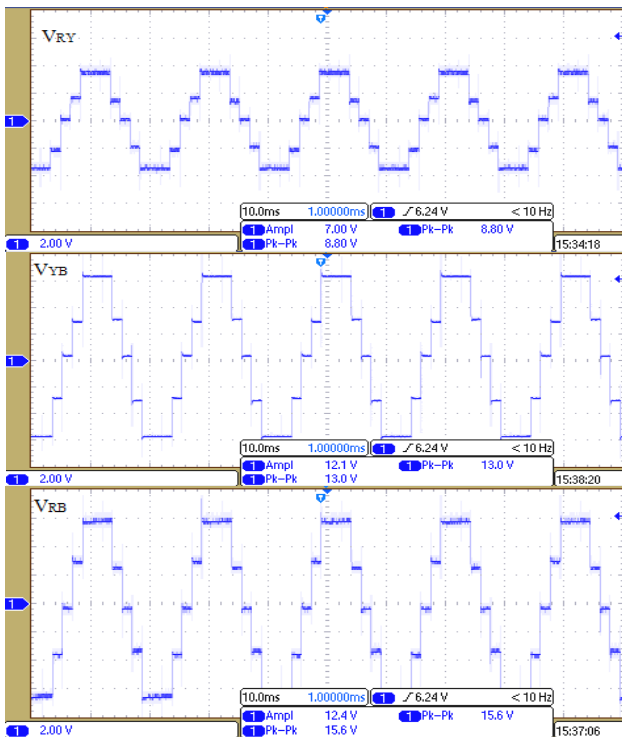 VRY
1
10.0ms 1.00000ms 1 6.24 V < 10 Hz
1 Ampl 7.00 V 1 Pk-Pk 8.80 V
1 2.00 V 1 Pk-Pk 8.80 V 15:34:18
VYB
1
10.0ms 1.00000ms 1 6.24 V < 10 Hz
1 Ampl 12.1 V 1 Pk-Pk 13.0 V
1 2.00 V 1 Pk-Pk 13.0 V 15:38:20
VRB
1
10.0ms 1.00000ms 1 6.24 V < 10 Hz
1 Ampl 12.4 V 1 Pk-Pk 15.6 V
1 2.00 V 1 Pk-Pk 15.6 V 15:37:06